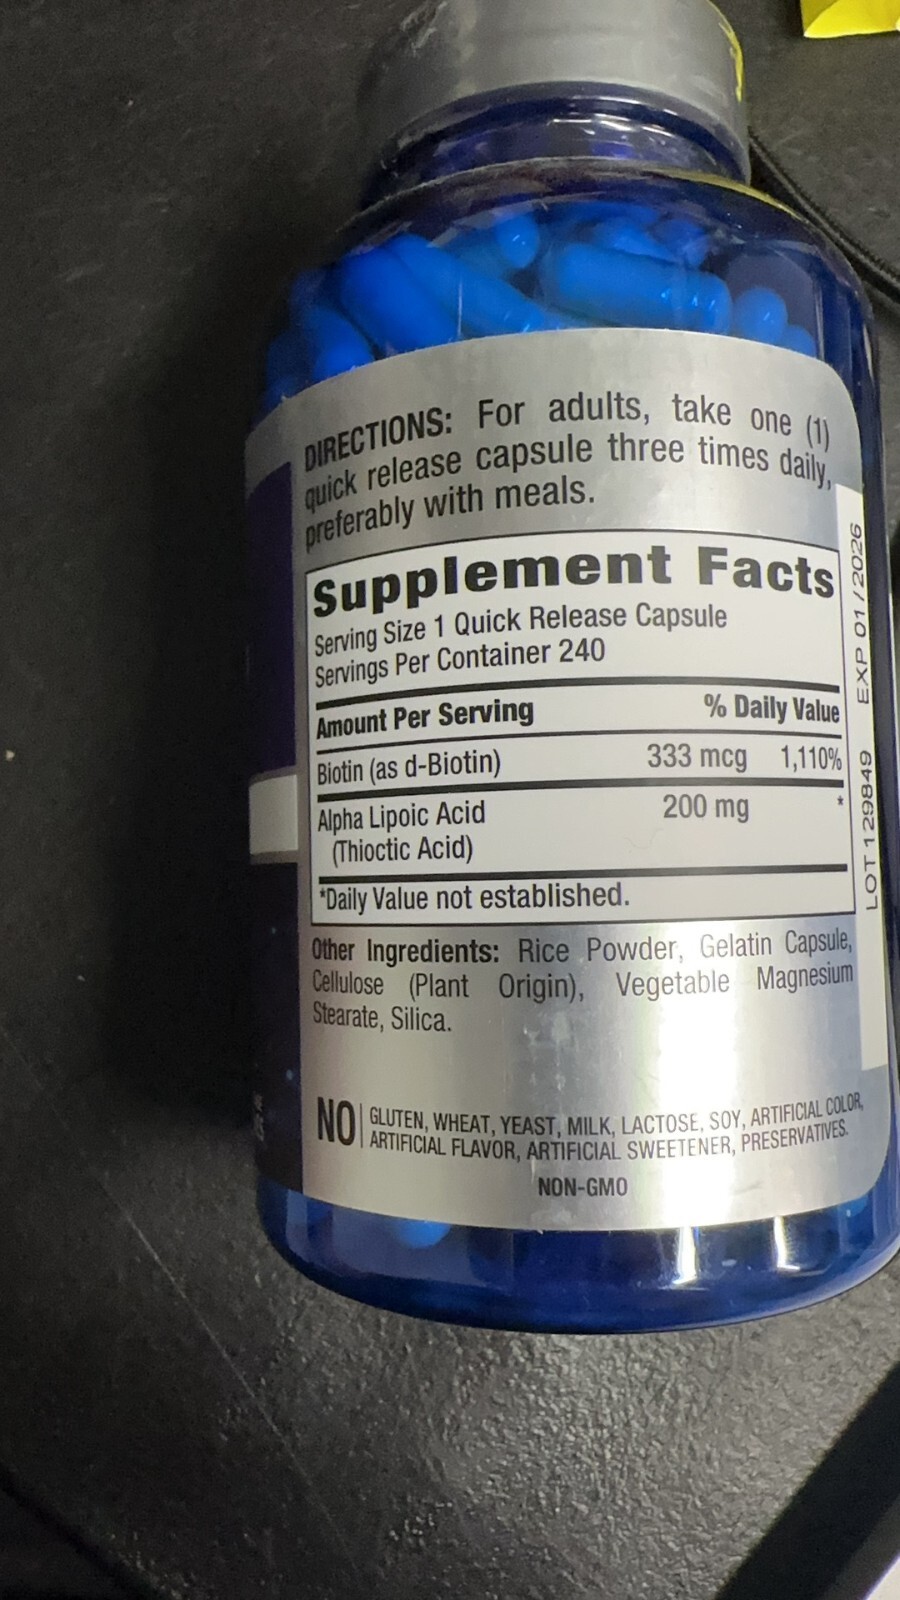 DIRECTIONS: For adults, take one (1)
quick release capsule three times daily,
preferably with meals.
Supplement Facts
Serving Size 1 Quick Release Capsule
Servings Per Container 240
Amount Per Serving % Daily Value
Biotin (as d-Biotin) 333 mcg 1,110%
Alpha Lipoic Acid 200 mg *
(Thioctic Acid)
*Daily Value not established.
Other Ingredients: Rice Powder, Gelatin Capsule,
Cellulose (Plant Origin), Vegetable Magnesium
Stearate, Silica.
NO GLUTEN, WHEAT, YEAST, MILK, LACTOSE, SOY, ARTIFICIAL COLOR,
ARTIFICIAL FLAVOR, ARTIFICIAL SWEETENER, PRESERVATIVES.
NON-GMO
LOT 129849 EXP 01/2026